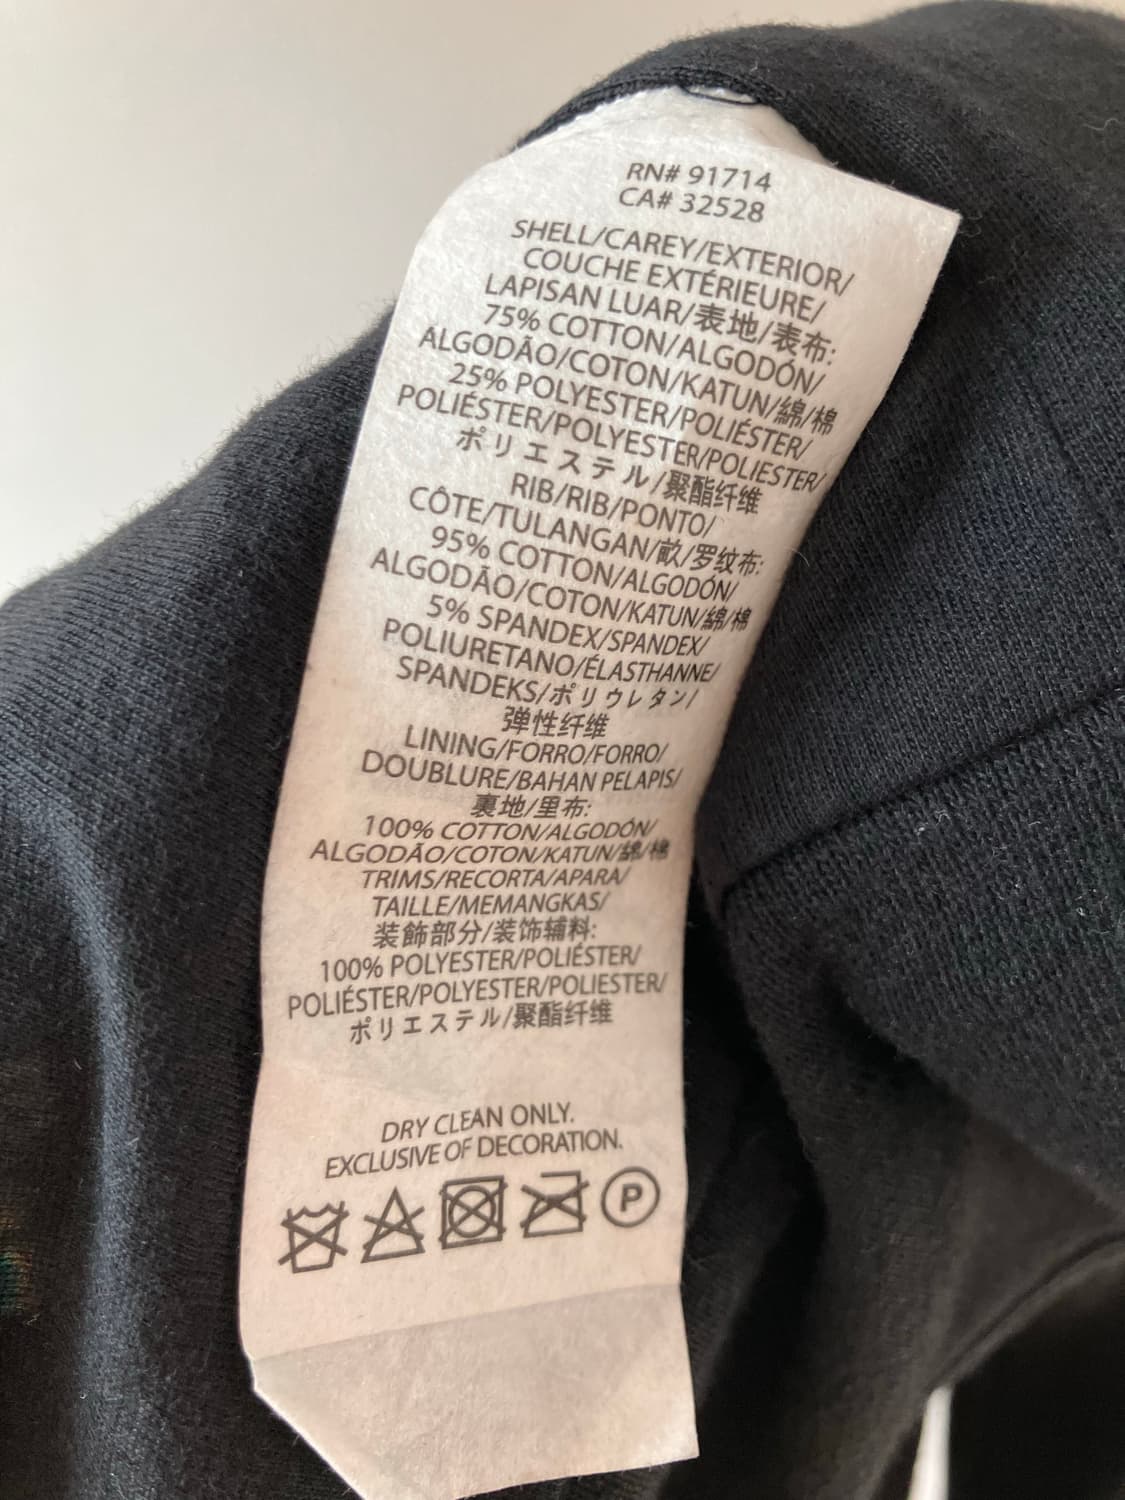 RN# 91714
CA# 32528
SHELL/CAREY/EXTERIOR/
COUCHE EXTÉRIEURE/
LAPISAN LUAR/表地/表布:
75% COTTON/ALGODÓN/
ALGODÃO/COTON/KATUN/綿/棉
25% POLYESTER/POLIÉSTER/
POLIÉSTER/POLYESTER/POLIESTER/
ポリエステル/聚酯纤维
RIB/RIB/PONTO/
CÔTE/TULANGAN/畝/罗纹布:
95% COTTON/ALGODÓN/
ALGODÃO/COTON/KATUN/綿/棉
5% SPANDEX/SPANDEX/
POLIURETANO/ÉLASTHANNE/
SPANDEKS/ポリウレタン/
弹性纤维
LINING/FORRO/FORRO/
DOUBLURE/BAHAN PELAPIS/
裏地/里布:
100% COTTON/ALGODÓN/
ALGODÃO/COTON/KATUN/綿/棉
TRIMS/RECORTA/APARA/
TAILLE/MEMANGKAS/
装飾部分/装饰辅料:
100% POLYESTER/POLIÉSTER/
POLIÉSTER/POLYESTER/POLIESTER/
ポリエステル/聚酯纤维
DRY CLEAN ONLY.
EXCLUSIVE OF DECORATION.
P